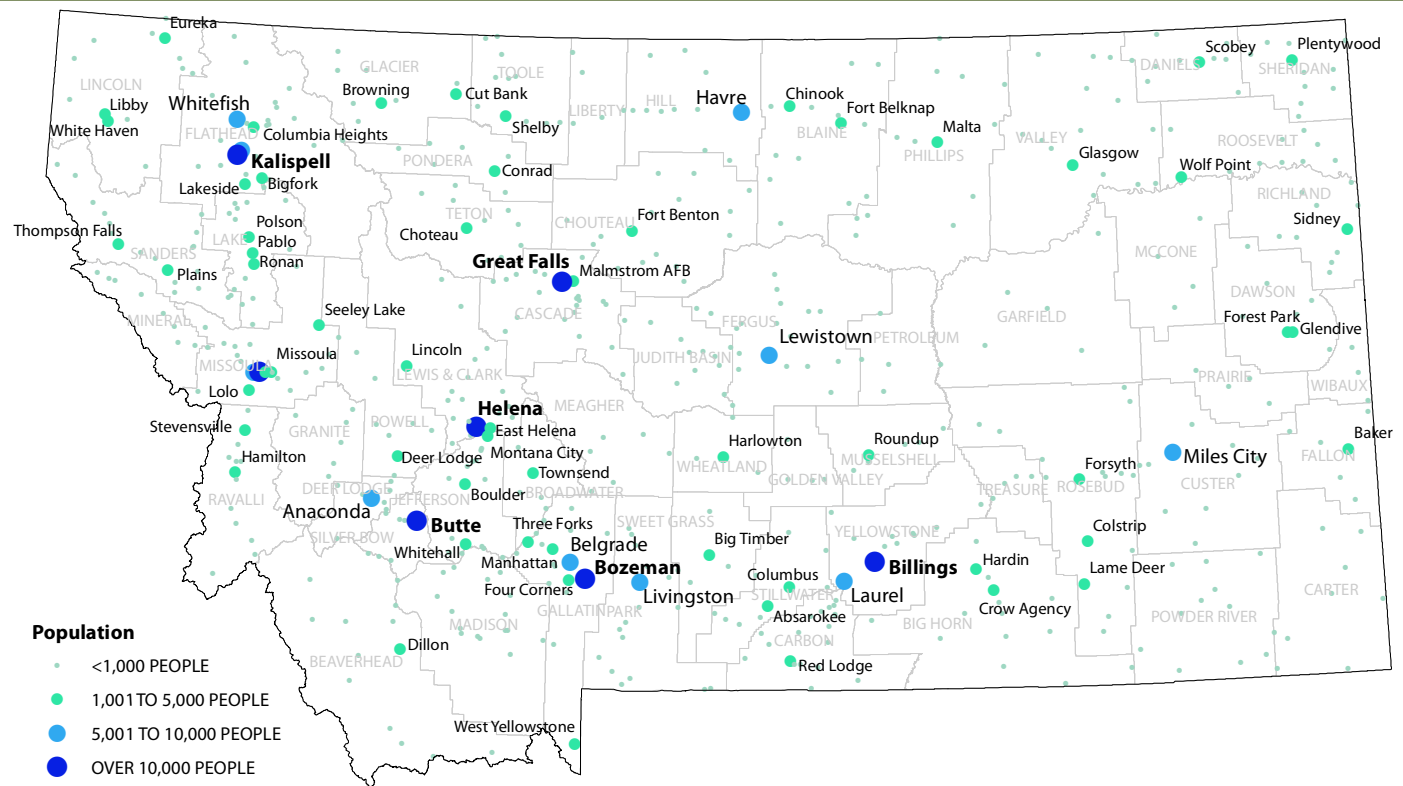 Eureka
Scobey
Plentywood
GLACIER
TOOLE
DANIELS
SHERIDAN
LINCOLN
Browning
Cut Bank
HILL
Havre
Chinook
Libby
Whitefish
LIBERTY
Fort Belknap
Shelby
White Haven
FLATHEAD
Columbia Heights
BLAINE
Malta
VALLEY
ROOSEVELT
Kalispell
PONDERA
PHILLIPS
Glasgow
Wolf Point
Conrad
Lakeside
Bigfork
RICHLAND
TETON
CHOUTEAU
Fort Benton
Sidney
Polson
Thompson Falls
LAKE
Pablo
Choteau
SANDERS
Ronan
MCCONE
Great Falls
Malmstrom AFB
Plains
DAWSON
Seeley Lake
CASCADE
MINERAL
FERGUS
GARFIELD
Forest Park
Glendive
Lewistown
PETROLEUM
Missoula
Lincoln
JUDITH BASIN
MISSOULA
LEWIS & CLARK
PRAIRIE
WIBAUX
Lolo
MEAGHER
Helena
Stevensville
GRANITE
POWELL
East Helena
Harlowton
Roundup
Baker
Hamilton
Deer Lodge
Montana City
WHEATLAND
MUSSELSHELL
Forsyth
Miles City
FALLON
Townsend
GOLDEN VALLEY
DEER LODGE
JEFFERSON
Boulder
BROADWATER
TREASURE
ROSEBUD
CUSTER
RAVALLI
Anaconda
Butte
Three Forks
SWEET GRASS
YELLOWSTONE
Colstrip
SILVER BOW
Whitehall
Belgrade
Big Timber
Manhattan
Bozeman
Billings
Hardin
Lame Deer
Columbus
Four Corners
Livingston
STILLWATER
Laurel
CARTER
GALLATIN
PARK
Absarokee
Crow Agency
MADISON
BIG HORN
POWDER RIVER
Population
CARBON
Dillon
BEAVERHEAD
<1,000 PEOPLE
Red Lodge
1,001 TO 5,000 PEOPLE
West Yellowstone
5,001 TO 10,000 PEOPLE
OVER 10,000 PEOPLE